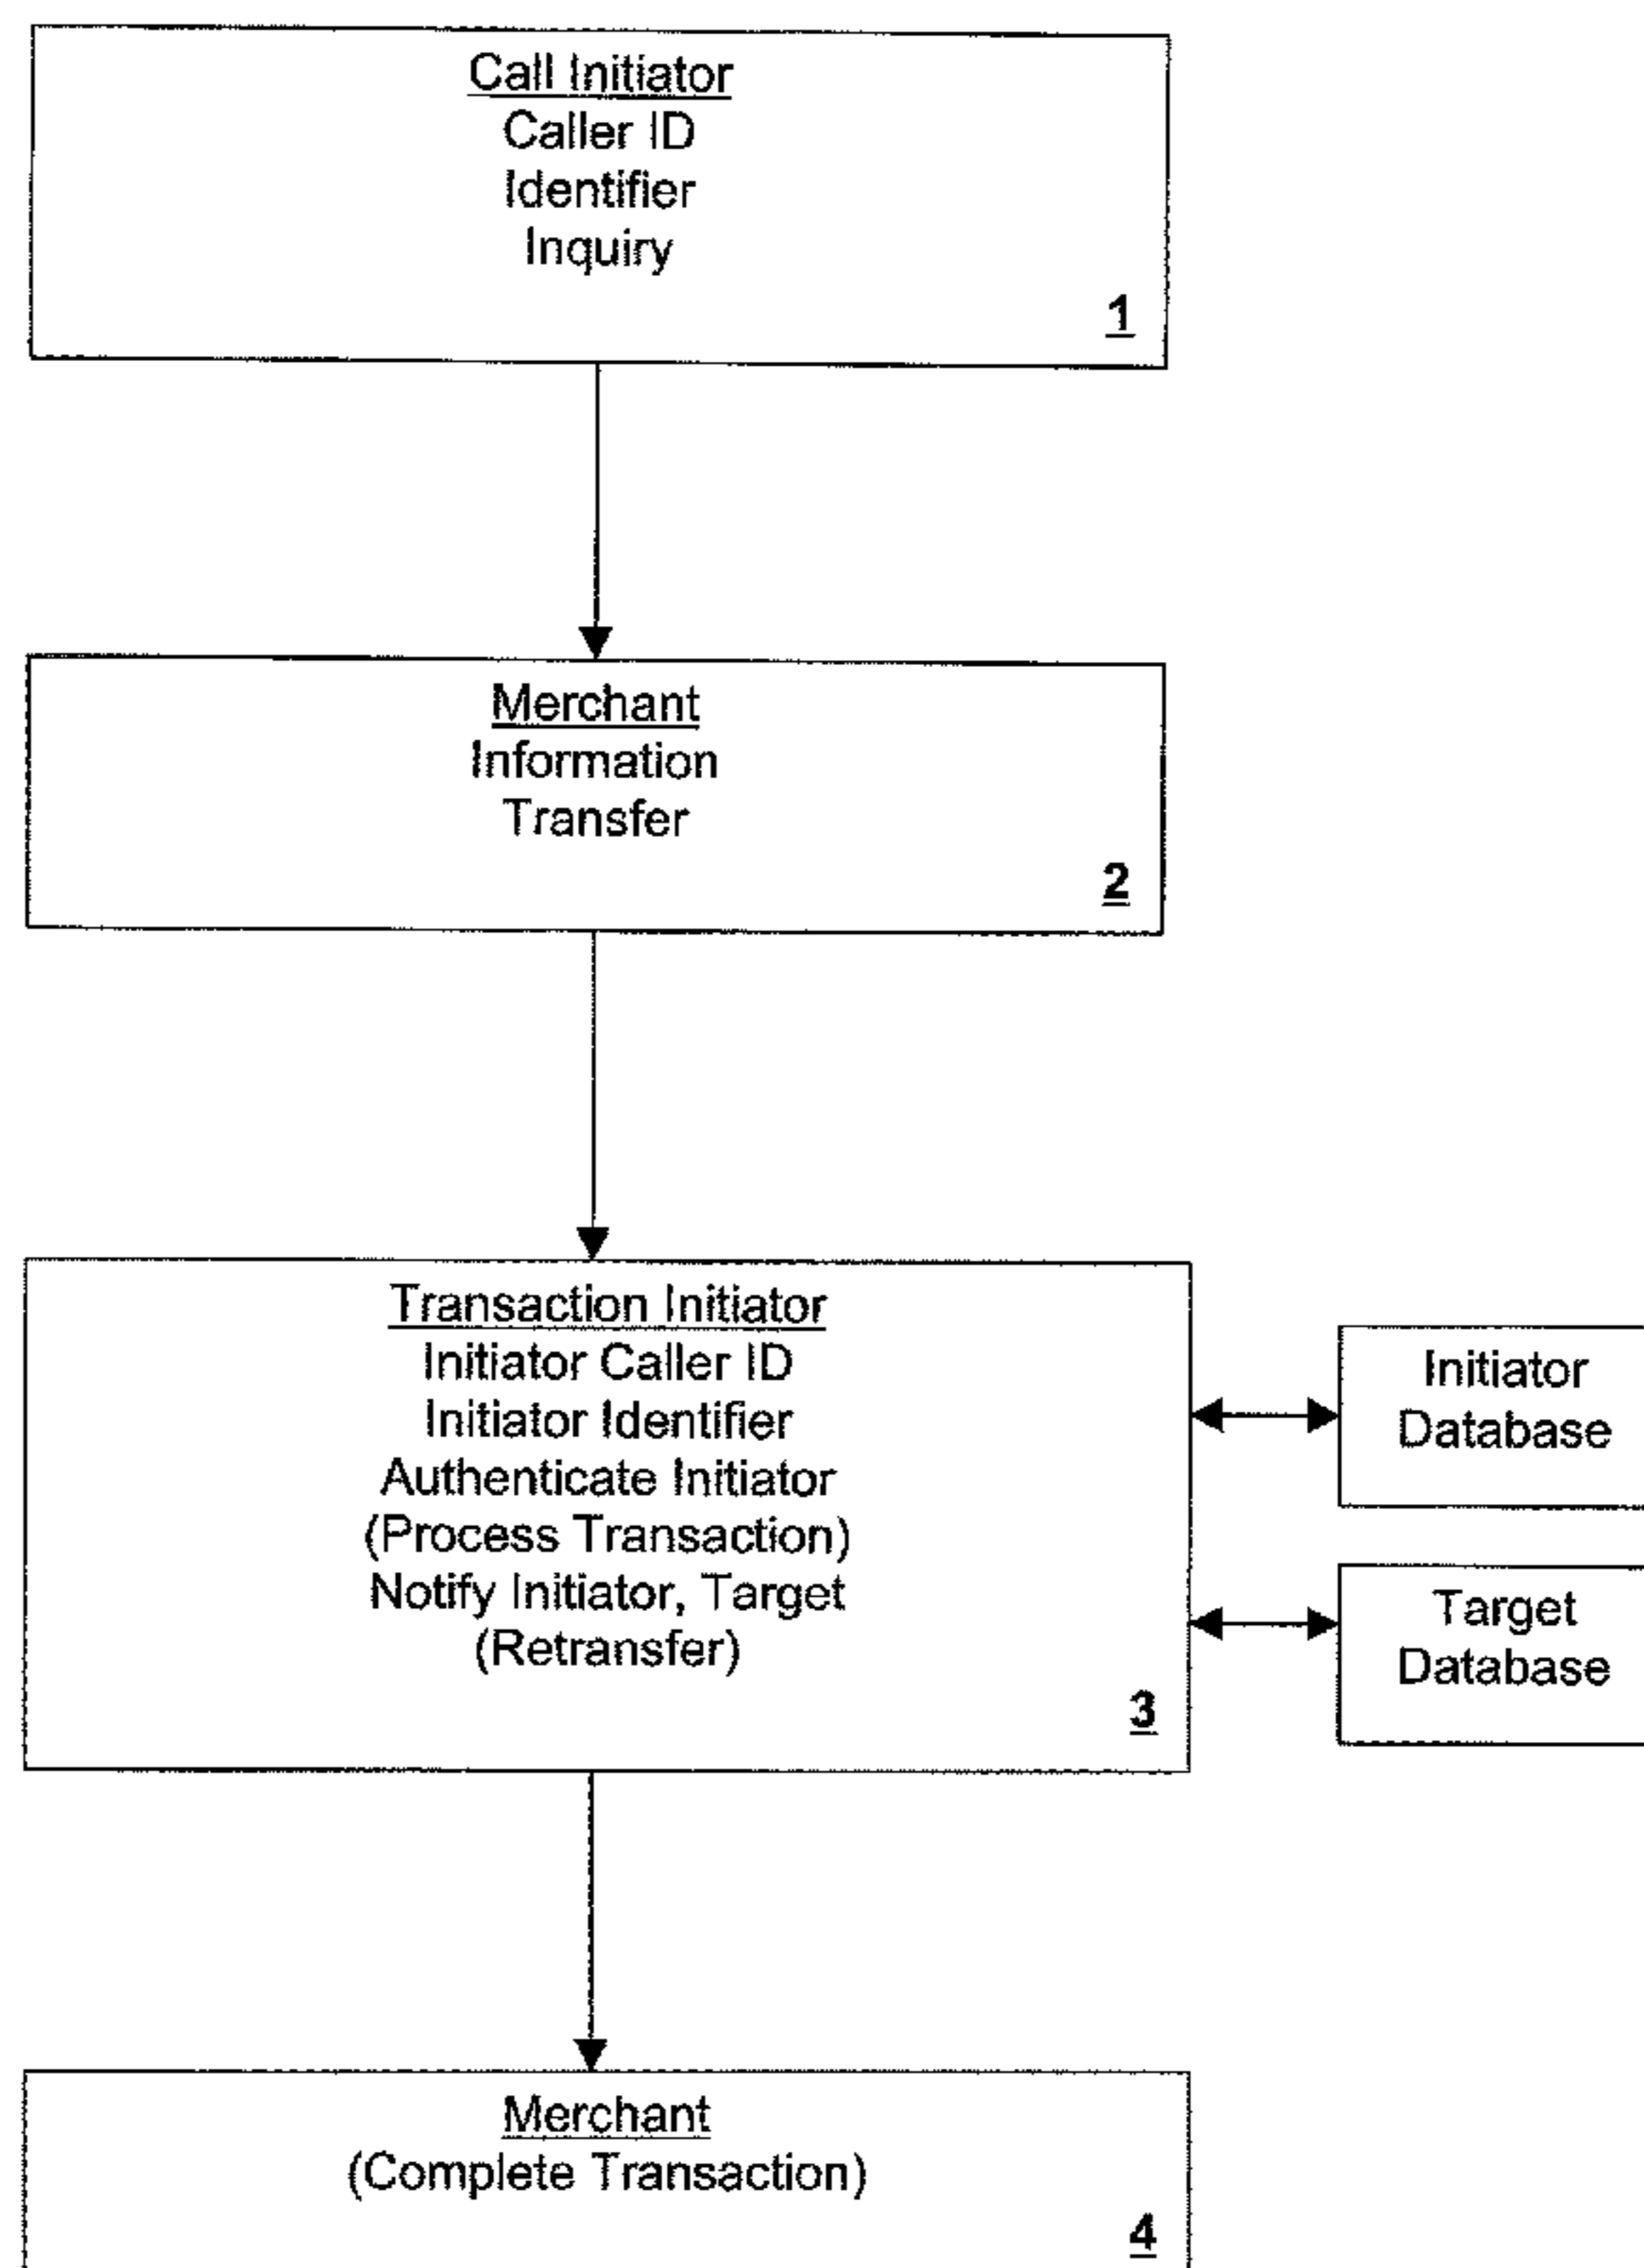 Call Initiator
Caller ID
Identifier
Inquiry
1
Merchant
Information
Transfer
2
Transaction Initiator
Initiator Caller ID
Initiator Identifier
Authenticate Initiator
(Process Transaction)
Notify Initiator, Target
(Retransfer)
3
Initiator
Database
Target
Database
Merchant
(Complete Transaction)
4